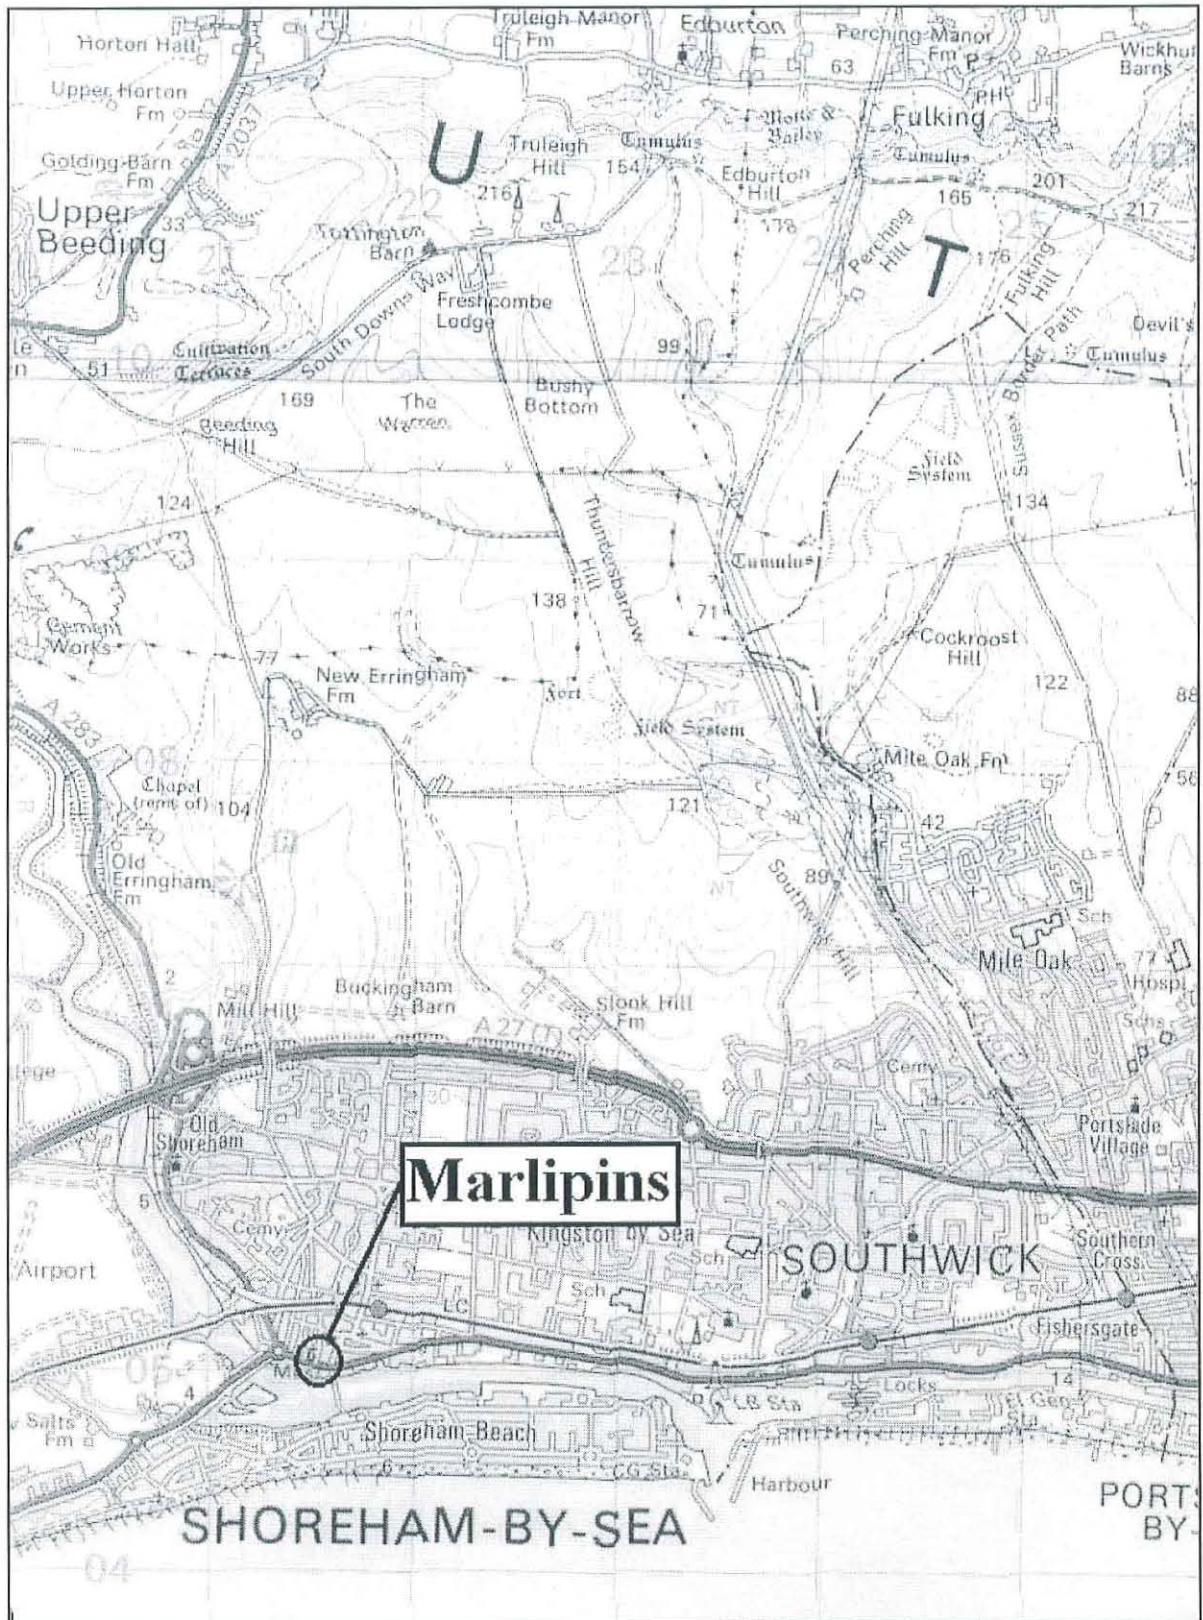 Horton Hall
Truleigh Manor
Fm
Edburton
Perching Manor
Fm
P
Barns
63
Upper Horton
Fm
PH
Fulking
A 2037
Motte &
Bailey
Golding Barn
Fm
U
Truleigh
Hill
Tumulus
154
Tumulus
Edburton
Hill
201
165
217
216
Upper
Beeding
33
178
Tottington
Barn
Perching
Hill
T
176
Fulking
Hill
23
South Downs Way
Freshcombe
Lodge
Sussex Border Path
Devil's
Tumulus
10
51
Cultivation
Terraces
99
169
The
Warren
Bushy
Bottom
Beeding
Hill
Field
System
124
134
Thundersbarrow
Hill
Tumulus
138
71
Cement
Works
77
Cockroost
Hill
New Erringham
Fm
Fort
NT
122
88
A 283
Field System
08
Mile Oak Fm
56
Chapel
(rems of)
104
121
42
Old
Erringham
Fm
NT
89
Southwick
Hill
Sch
Mile Oak
77
Hospl
2
Buckingham
Barn
Mill Hill
Slonk Hill
Fm
Schs
A 27 (T)
Cemy
Old
Shoreham
Portslade
Village
Marlipins
5
Cemy
Kingston by Sea
Sch
SOUTHWICK
Southern
Cross
Airport
Sch
LC
Fishersgate
05
4
Locks
14
LB Sta
El Gen
Sta
Salts
Fm
Shoreham Beach
6
CG Sta
Harbour
SHOREHAM-BY-SEA
PORT
BY-
04